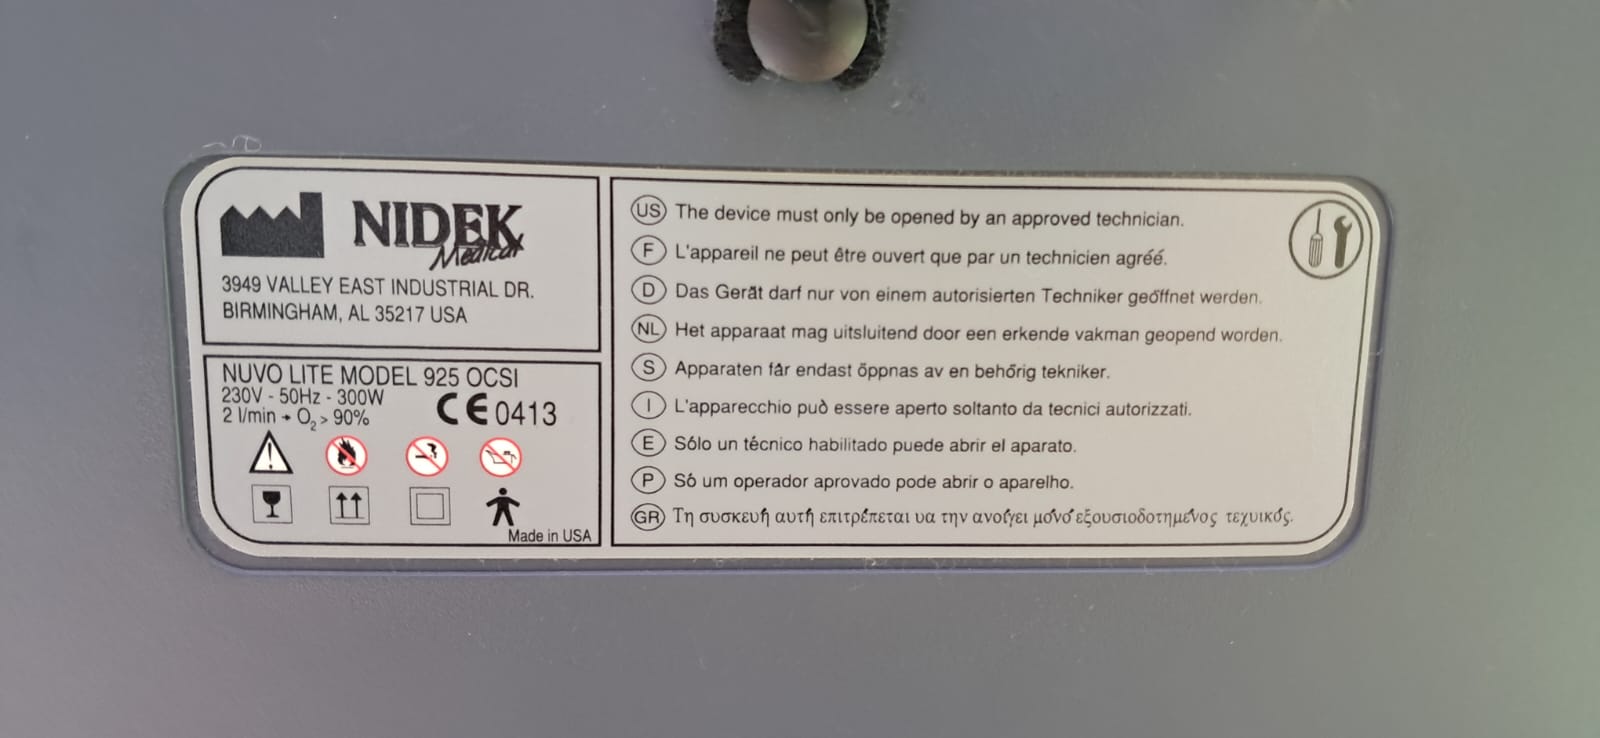 NIDEK
Medical
3949 VALLEY EAST INDUSTRIAL DR.
BIRMINGHAM, AL 35217 USA
NUVO LITE MODEL 925 OCSI
230V - 50Hz - 300W
2 l/min → O₂ > 90%
CE 0413
Made in USA
US The device must only be opened by an approved technician.
F L'appareil ne peut être ouvert que par un technicien agréé.
D Das Gerät darf nur von einem autorisierten Techniker geöffnet werden.
NL Het apparaat mag uitsluitend door een erkende vakman geopend worden.
S Apparaten får endast öppnas av en behörig tekniker.
I L'apparecchio può essere aperto soltanto da tecnici autorizzati.
E Sólo un técnico habilitado puede abrir el aparato.
P Só um operador aprovado pode abrir o aparelho.
GR Τη συσκευή αυτή επιτρέπεται υα την ανοίγει μόνό εξουσιοδοτημένος τεχυικός.